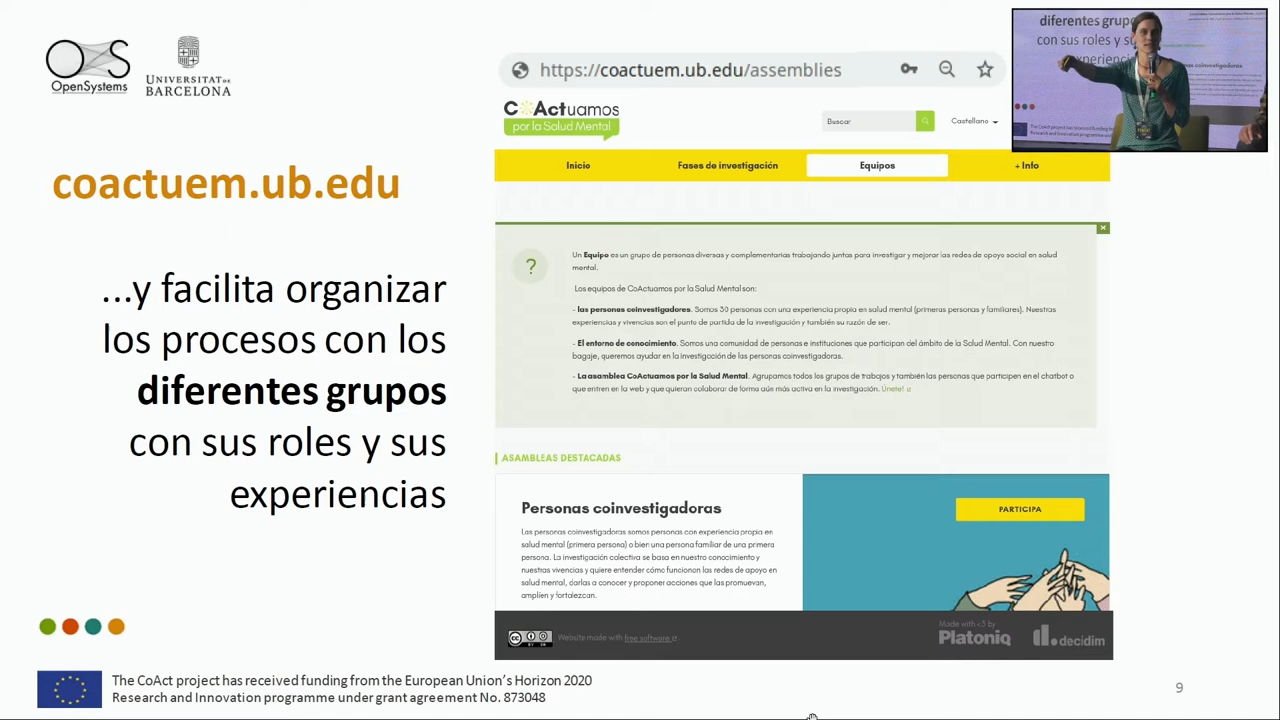 OpenSystems
UNIVERSITAT DE
BARCELONA
coactuem.ub.edu
...y facilita organizar
los procesos con los
diferentes grupos
con sus roles y sus
experiencias
https://coactuem.ub.edu/assemblies
CoActuamos
por la Salud Mental
Buscar
Castellano
Inicio
Fases de investigación
Equipos
+ Info
?
Un Equipo es un grupo de personas diversas y complementarias trabajando juntas para investigar y mejorar las redes de apoyo social en salud
mental.
Los equipos de CoActuamos por la Salud Mental son:
- las personas coinvestigadores. Somos 30 personas con una experiencia propia en salud mental (primeras personas y familiares). Nuestras
experiencias y vivencias son el punto de partida de la investigación y también su razón de ser.
- El entorno de conocimiento. Somos una comunidad de personas e instituciones que participan del ámbito de la Salud Mental. Con nuestro
bagaje, queremos ayudar en la investigación de las personas coinvestigadoras.
- La asamblea CoActuamos por la Salud Mental. Agrupamos todos los grupos de trabajos y también las personas que participen en el chatbot o
que entren en la web y que quieran colaborar de forma aún más activa en la investigación. Únete!
ASAMBLEAS DESTACADAS
Personas coinvestigadoras
Las personas coinvestigadoras somos personas con experiencia propia en
salud mental (primera persona) o bien una persona familiar de una primera
persona. La investigación colectiva se basa en nuestro conocimiento y
nuestras vivencias y quiere entender cómo funcionan las redes de apoyo en
salud mental, darlas a conocer y proponer acciones que las promuevan,
amplíen y fortalezcan.
PARTICIPA
Website made with free software
Made with <3 by
Platoniq
decidim
diferentes grupo
con sus roles y su
experiencias
coinvestigadoras
The CoAct project has received funding from the European Union's Horizon 2020
Research and Innovation programme under grant agreement No. 873048
9